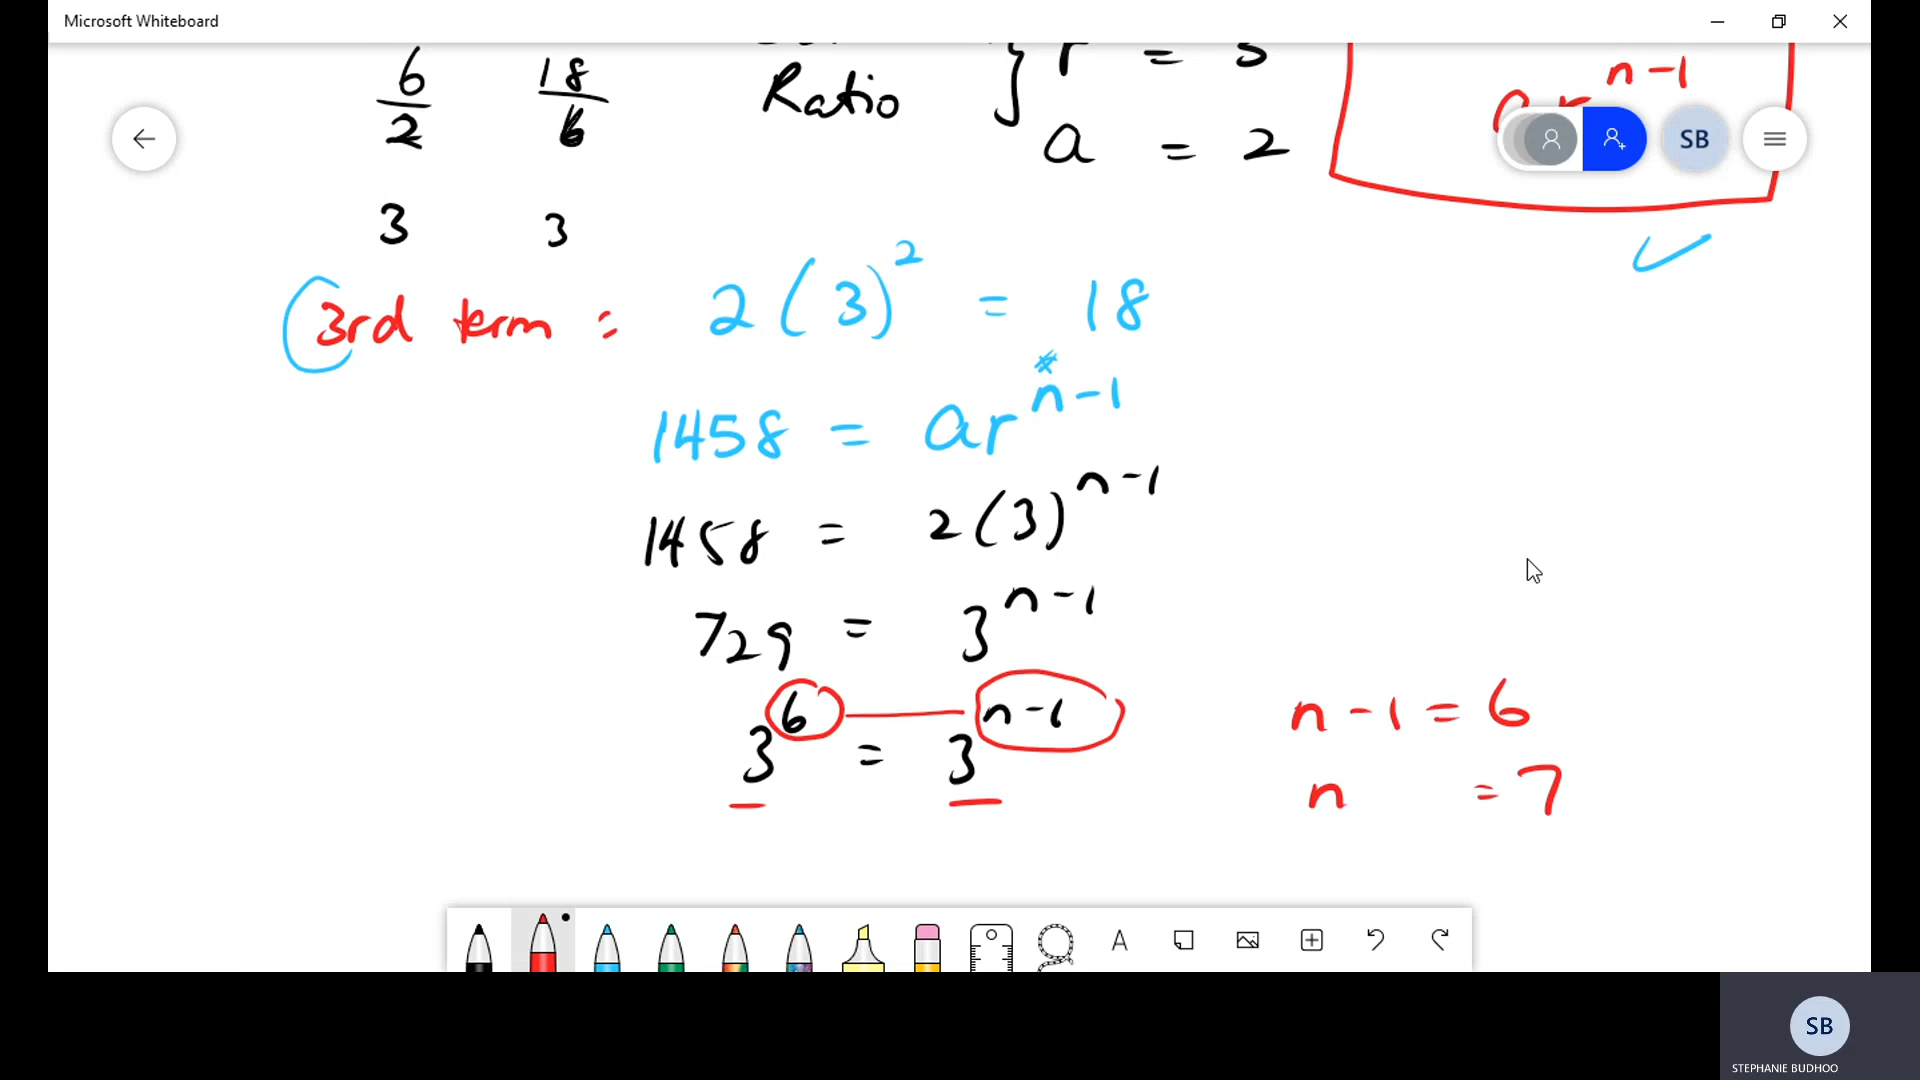 Microsoft Whiteboard
6/2 18/6 Ratio } r = 3
a = 2
ar^(n-1)
SB
3 3
3rd term = 2(3)^2 = 18
1458 = ar^(n-1)
1458 = 2(3)^(n-1)
729 = 3^(n-1)
3^6 = 3^(n-1)
n-1 = 6
n = 7
A
SB
STEPHANIE BUDHOO